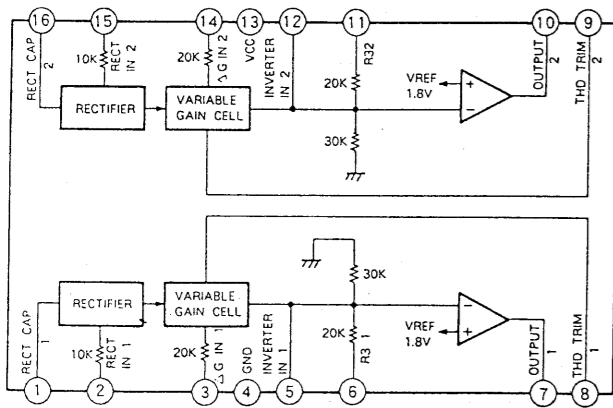 16 15 14 13 12 11 10 9
RECT CAP 2
10K
RECT IN 2
20K
△G IN 2
VCC
INVERTER IN 2
R32
20K
OUTPUT 2
THD TRIM 2
VREF
1.8V
+
−
RECTIFIER
VARIABLE
GAIN CELL
30K
30K
RECTIFIER
VARIABLE
GAIN CELL
−
+
VREF
1.8V
RECT CAP 1
10K
RECT IN 1
20K
△G IN 1
GND
INVERTER IN 1
20K
R3 1
OUTPUT 1
THD TRIM 1
1 2 3 4 5 6 7 8